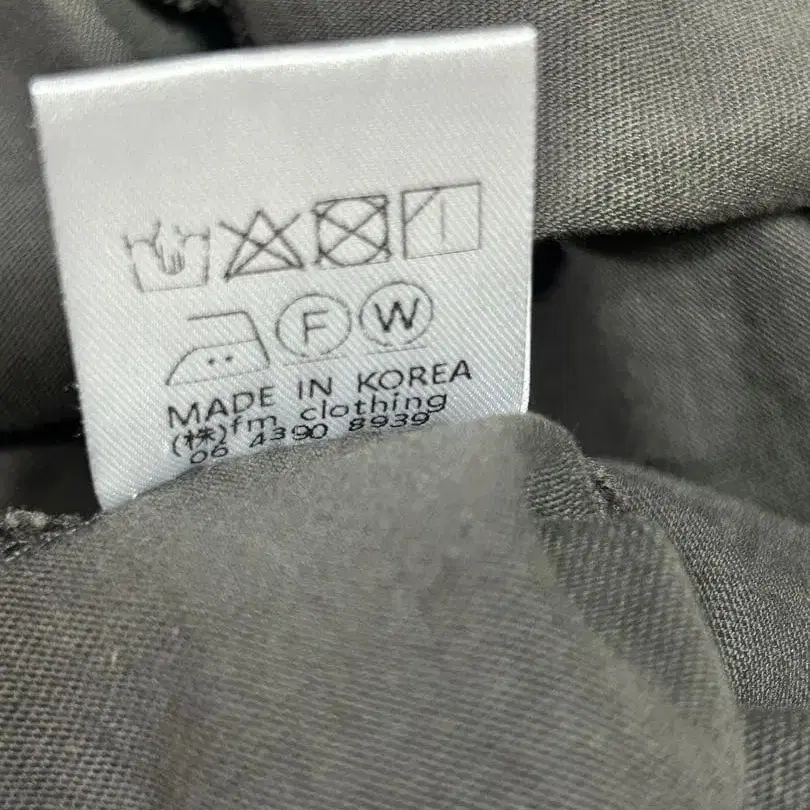 F W
MADE IN KOREA
(株)fm clothing
06 4390 8939